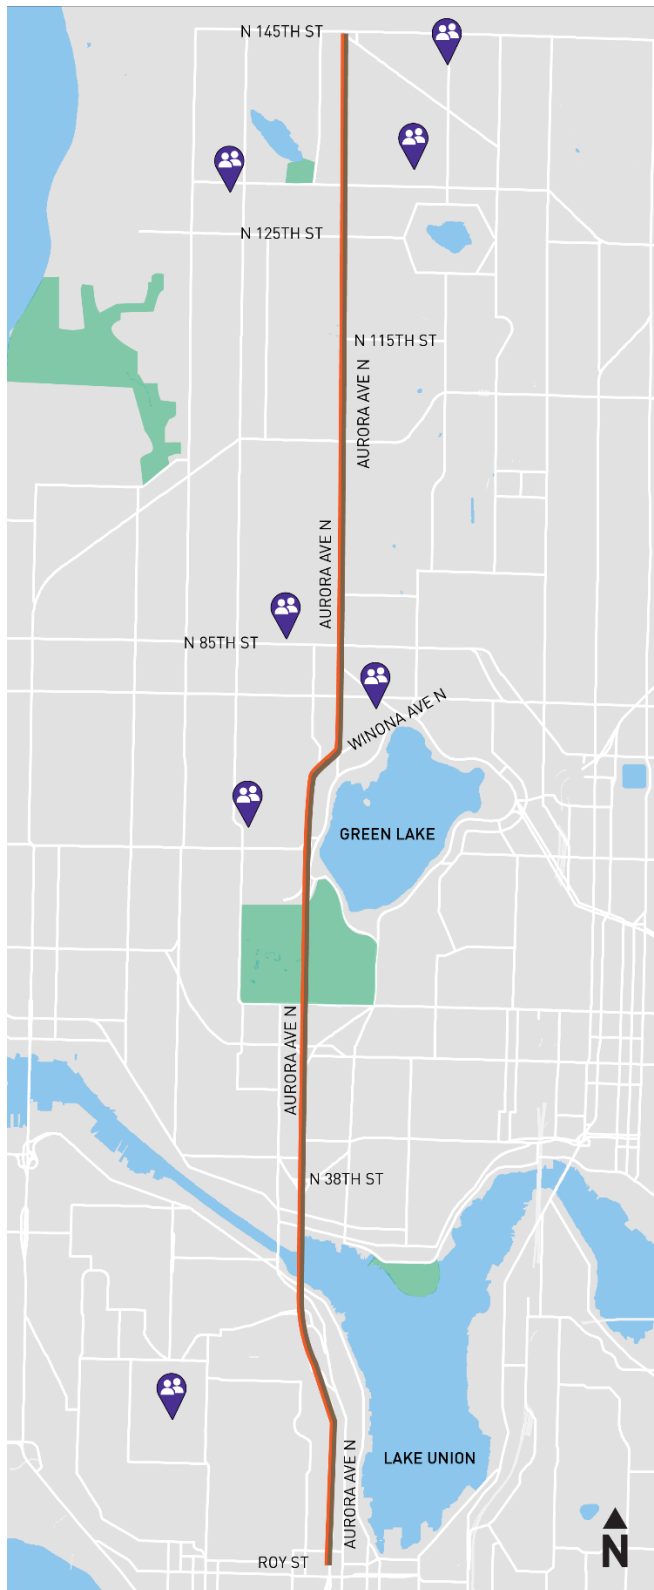 N 145TH ST
N 125TH ST
N 115TH ST
AURORA AVE N
AURORA AVE N
N 85TH ST
WINONA AVE N
GREEN LAKE
AURORA AVE N
N 38TH ST
AURORA AVE N
LAKE UNION
ROY ST
N